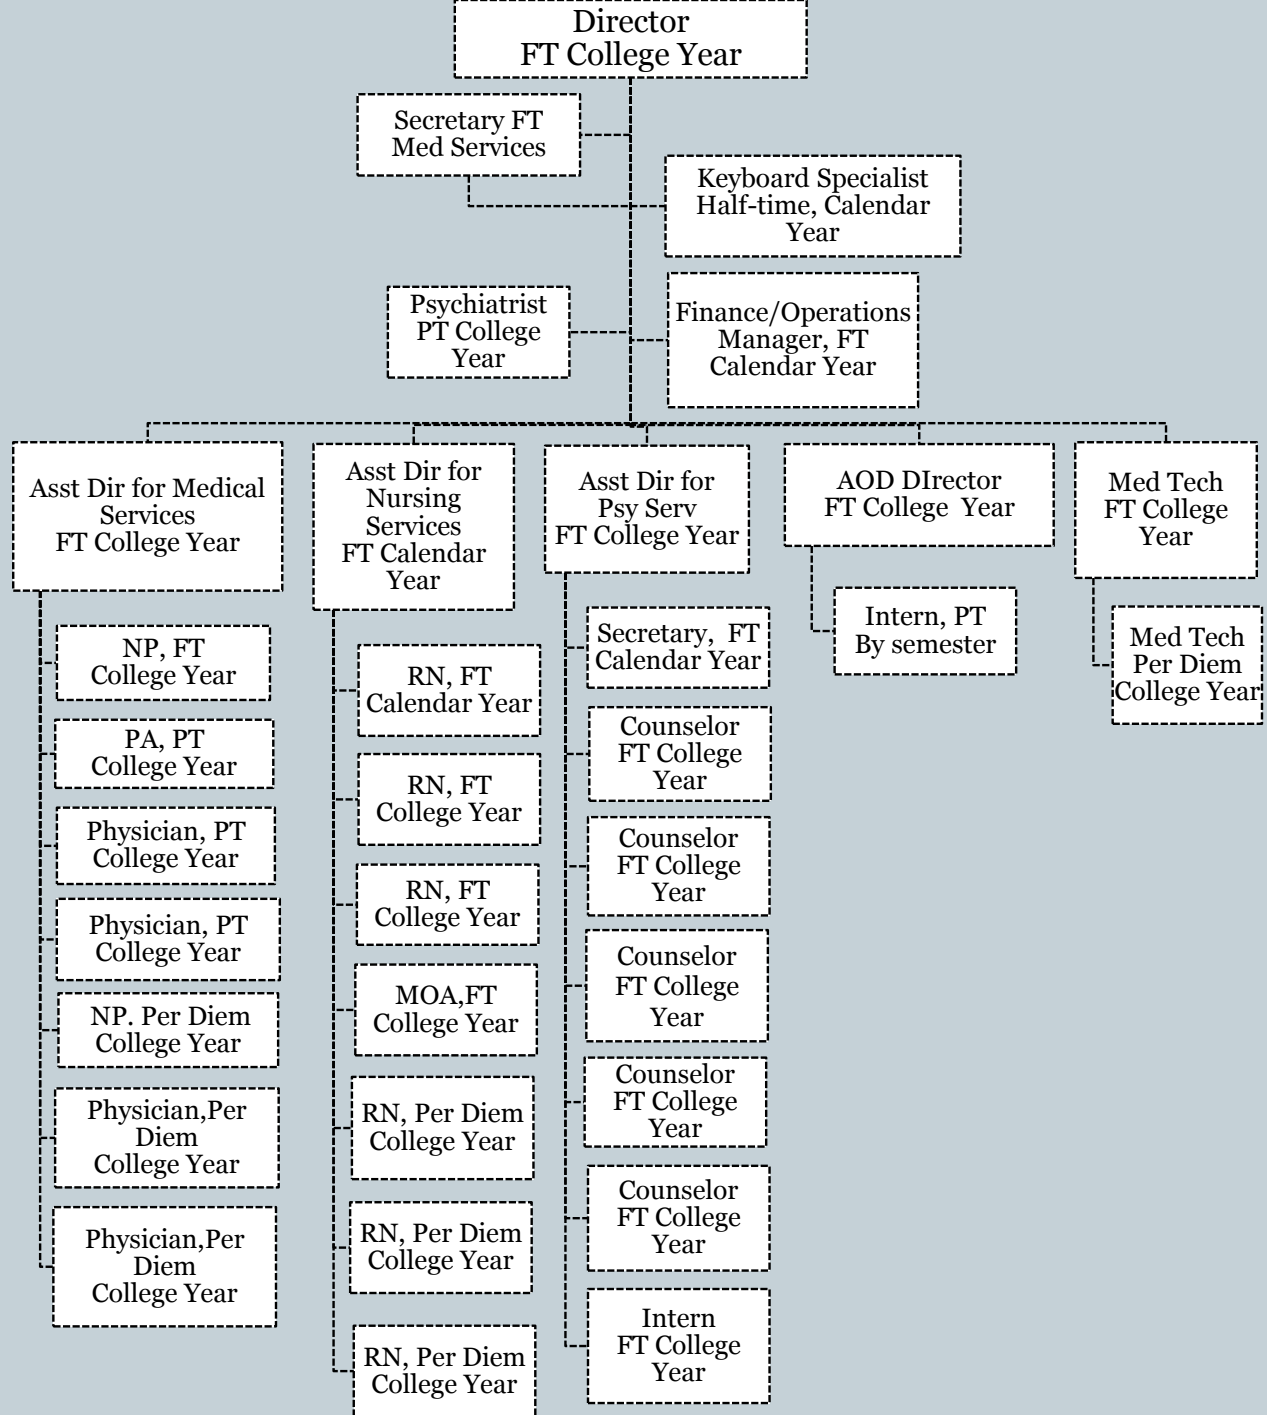 Director
FT College Year
Secretary FT
Med Services
Keyboard Specialist
Half-time, Calendar
Year
Psychiatrist
PT College
Year
Finance/Operations
Manager, FT
Calendar Year
Asst Dir for Medical
Services
FT College Year
Asst Dir for
Nursing
Services
FT Calendar
Year
Asst Dir for
Psy Serv
FT College Year
AOD DIrector
FT College  Year
Med Tech
FT College
Year
NP, FT
College Year
PA, PT
College Year
Physician, PT
College Year
Physician, PT
College Year
NP. Per Diem
College Year
Physician,Per
Diem
College Year
Physician,Per
Diem
College Year
RN, FT
Calendar Year
RN, FT
College Year
RN, FT
College Year
MOA,FT
College Year
RN, Per Diem
College Year
RN, Per Diem
College Year
RN, Per Diem
College Year
Secretary,  FT
Calendar Year
Counselor
FT College
Year
Counselor
FT College
Year
Counselor
FT College
Year
Counselor
FT College
Year
Counselor
FT College
Year
Intern
FT College
Year
Intern, PT
By semester
Med Tech
Per Diem
College Year